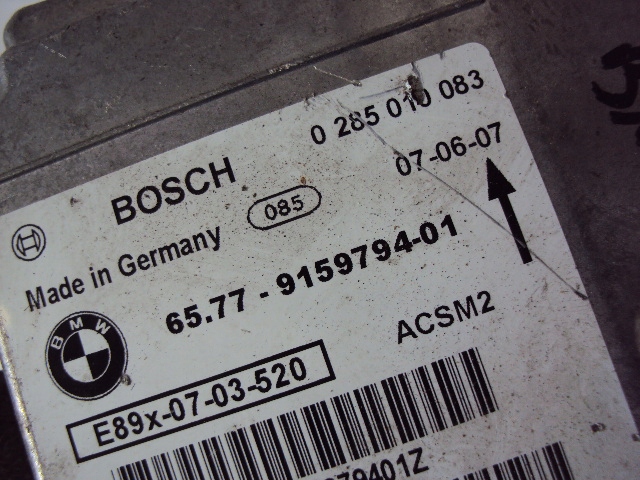 0 285 010 083
BOSCH
085
07-06-07
Made in Germany
65.77 - 9159794-01
BMW
ACSM2
E89x-07-03-520
79401Z